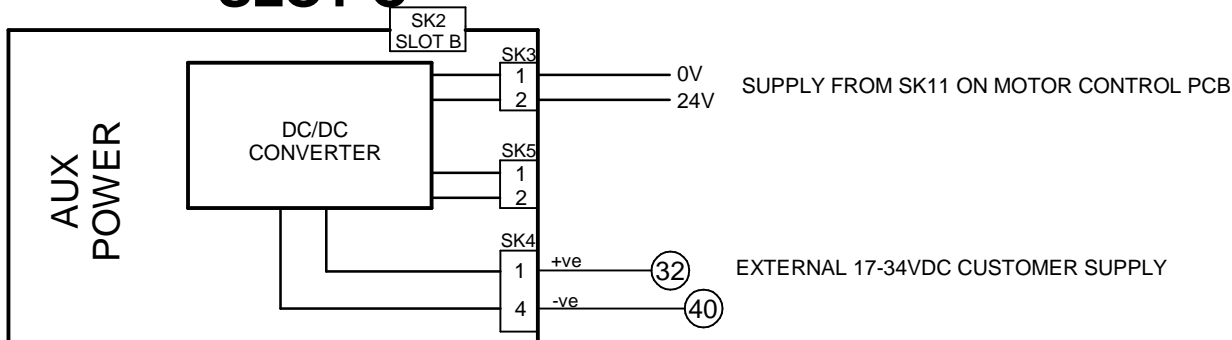 SK2
SLOT B
SK3
1
2
0V
24V
SUPPLY FROM SK11 ON MOTOR CONTROL PCB
DC/DC
CONVERTER
AUX
POWER
SK5
1
2
SK4
1
4
+ve
-ve
32
40
EXTERNAL 17-34VDC CUSTOMER SUPPLY